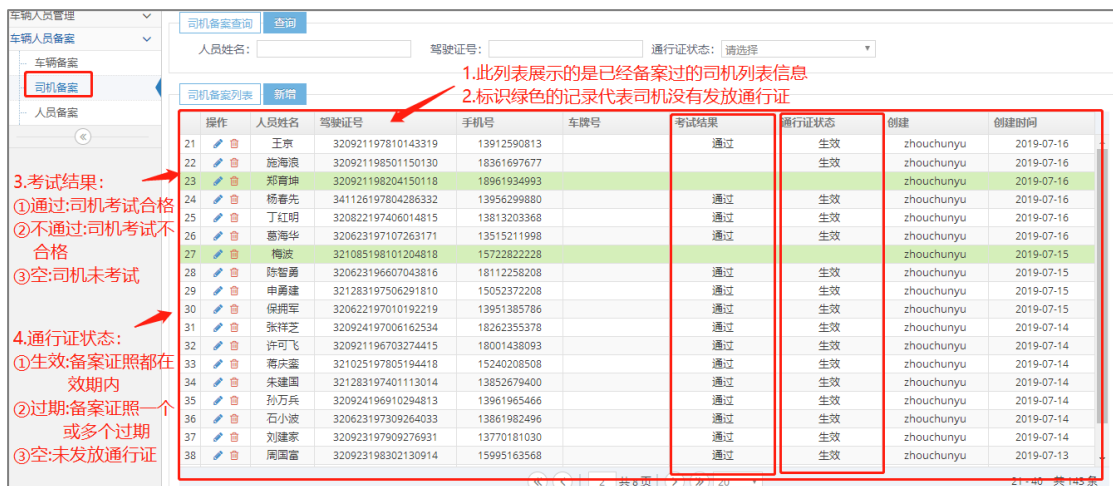 车辆人员管理
车辆人员备案
车辆备案
司机备案
人员备案
司机备案查询 查询
人员姓名: 驾驶证号: 通行证状态: 请选择
1.此列表展示的是已经备案过的司机列表信息
2.标识绿色的记录代表司机没有发放通行证
司机备案列表 新增
操作 人员姓名 驾驶证号 手机号 车牌号 考试结果 通行证状态 创建 创建时间
21 王京 320921197810143319 13912590813 通过 生效 zhouchunyu 2019-07-16
22 施海浪 320921198501150130 18361697677 生效 zhouchunyu 2019-07-16
23 郑育坤 320921198204150118 18961934993 zhouchunyu 2019-07-16
24 杨春先 341126197804286332 13956299880 通过 生效 zhouchunyu 2019-07-16
25 丁红明 320822197406014815 13813203368 通过 生效 zhouchunyu 2019-07-16
26 葛海华 320623197107263171 13515211998 通过 生效 zhouchunyu 2019-07-16
27 梅波 321085198101204818 15722822228 zhouchunyu 2019-07-15
28 陈智勇 320623196607043816 18112258208 通过 生效 zhouchunyu 2019-07-15
29 申勇建 321283197506291810 15052372208 通过 生效 zhouchunyu 2019-07-15
30 保拥军 320622197010192219 13951385786 通过 生效 zhouchunyu 2019-07-15
31 张祥芝 320924197006162534 18262355378 通过 生效 zhouchunyu 2019-07-14
32 许可飞 320921196703274415 18001438093 通过 生效 zhouchunyu 2019-07-14
33 蒋庆銮 321025197805194418 15240208508 通过 生效 zhouchunyu 2019-07-14
34 朱建国 321283197401113014 13852679400 通过 生效 zhouchunyu 2019-07-14
35 孙万兵 320924196910294813 13961965466 通过 生效 zhouchunyu 2019-07-14
36 石小波 320623197309264033 13861982496 通过 生效 zhouchunyu 2019-07-14
37 刘建家 320923197909276931 13770181030 通过 生效 zhouchunyu 2019-07-14
38 周国富 320923198302130914 15995163568 通过 生效 zhouchunyu 2019-07-13
2 共8页 20 21 - 40 共143条
3.考试结果:
①通过:司机考试合格
②不通过:司机考试不
合格
③空:司机未考试
4.通行证状态:
①生效:备案证照都在
效期内
②过期:备案证照一个
或多个过期
③空:未发放通行证